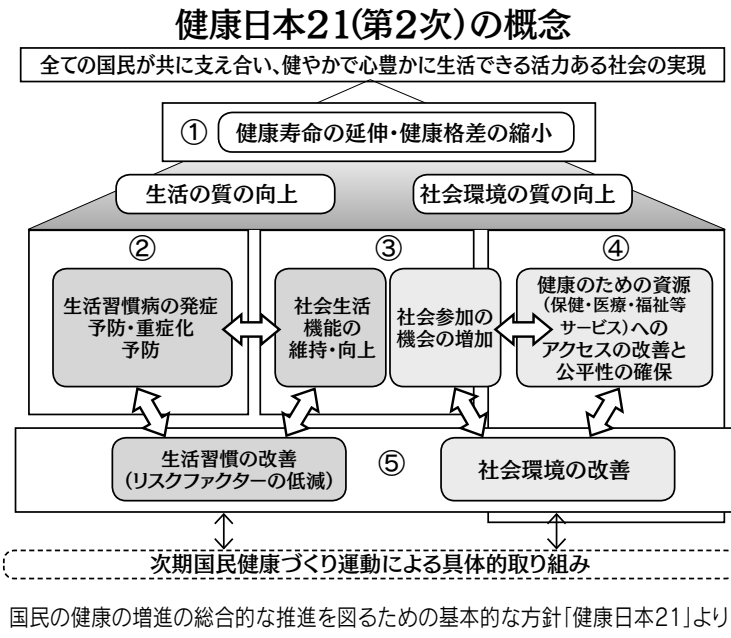 健康日本21(第2次)の概念
全ての国民が共に支え合い、健やかで心豊かに生活できる活力ある社会の実現
① 健康寿命の延伸・健康格差の縮小
生活の質の向上
社会環境の質の向上
②
生活習慣病の発症
予防・重症化
予防
③
社会生活
機能の
維持・向上
社会参加の
機会の増加
④
健康のための資源
(保健・医療・福祉等
サービス)への
アクセスの改善と
公平性の確保
生活習慣の改善
(リスクファクターの低減)
⑤
社会環境の改善
次期国民健康づくり運動による具体的取り組み
国民の健康の増進の総合的な推進を図るための基本的な方針「健康日本21」より